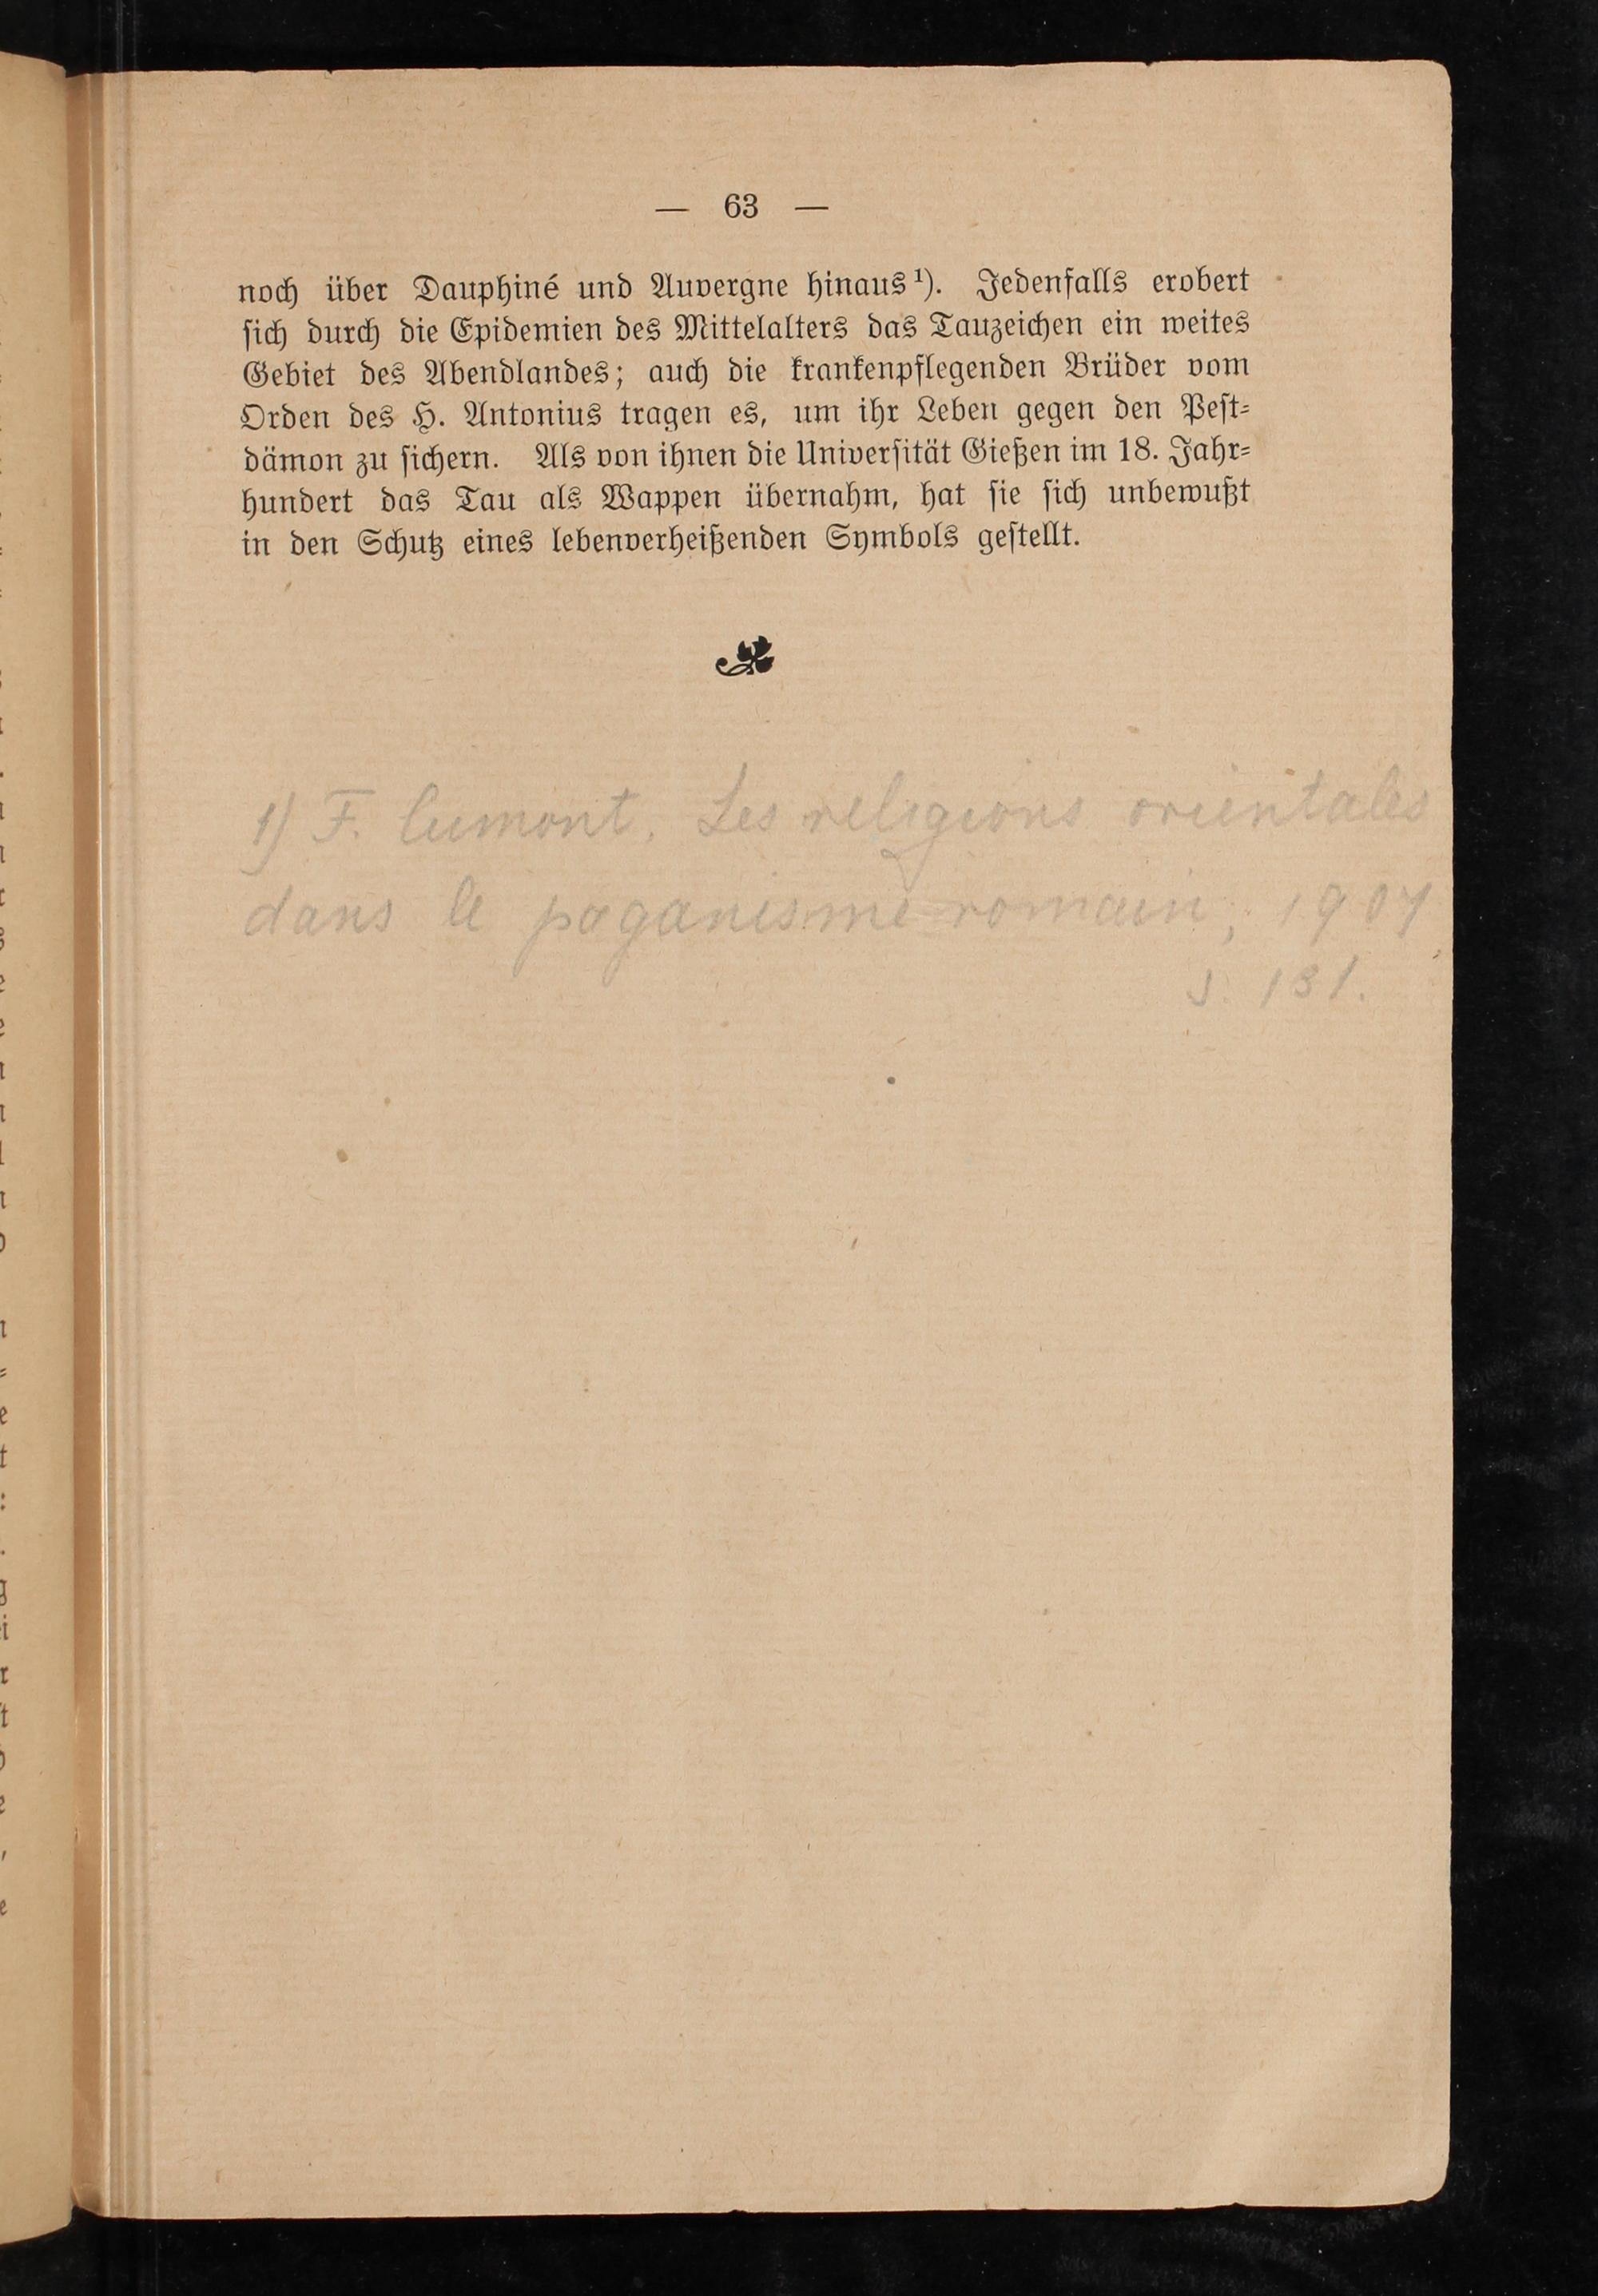 — 63 —
noch über Dauphiné und Auvergne hinaus¹). Jedenfalls erobert
sich durch die Epidemien des Mittelalters das Tauzeichen ein weites
Gebiet des Abendlandes; auch die krankenpflegenden Brüder vom
Orden des H. Antonius tragen es, um ihr Leben gegen den Pest-
dämon zu sichern. Als von ihnen die Universität Gießen im 18. Jahr-
hundert das Tau als Wappen übernahm, hat sie sich unbewußt
in den Schutz eines lebenverheißenden Symbols gestellt.
1) F. Cumont. Les religions orientales
dans le paganisme romain, 1907
S. 131.